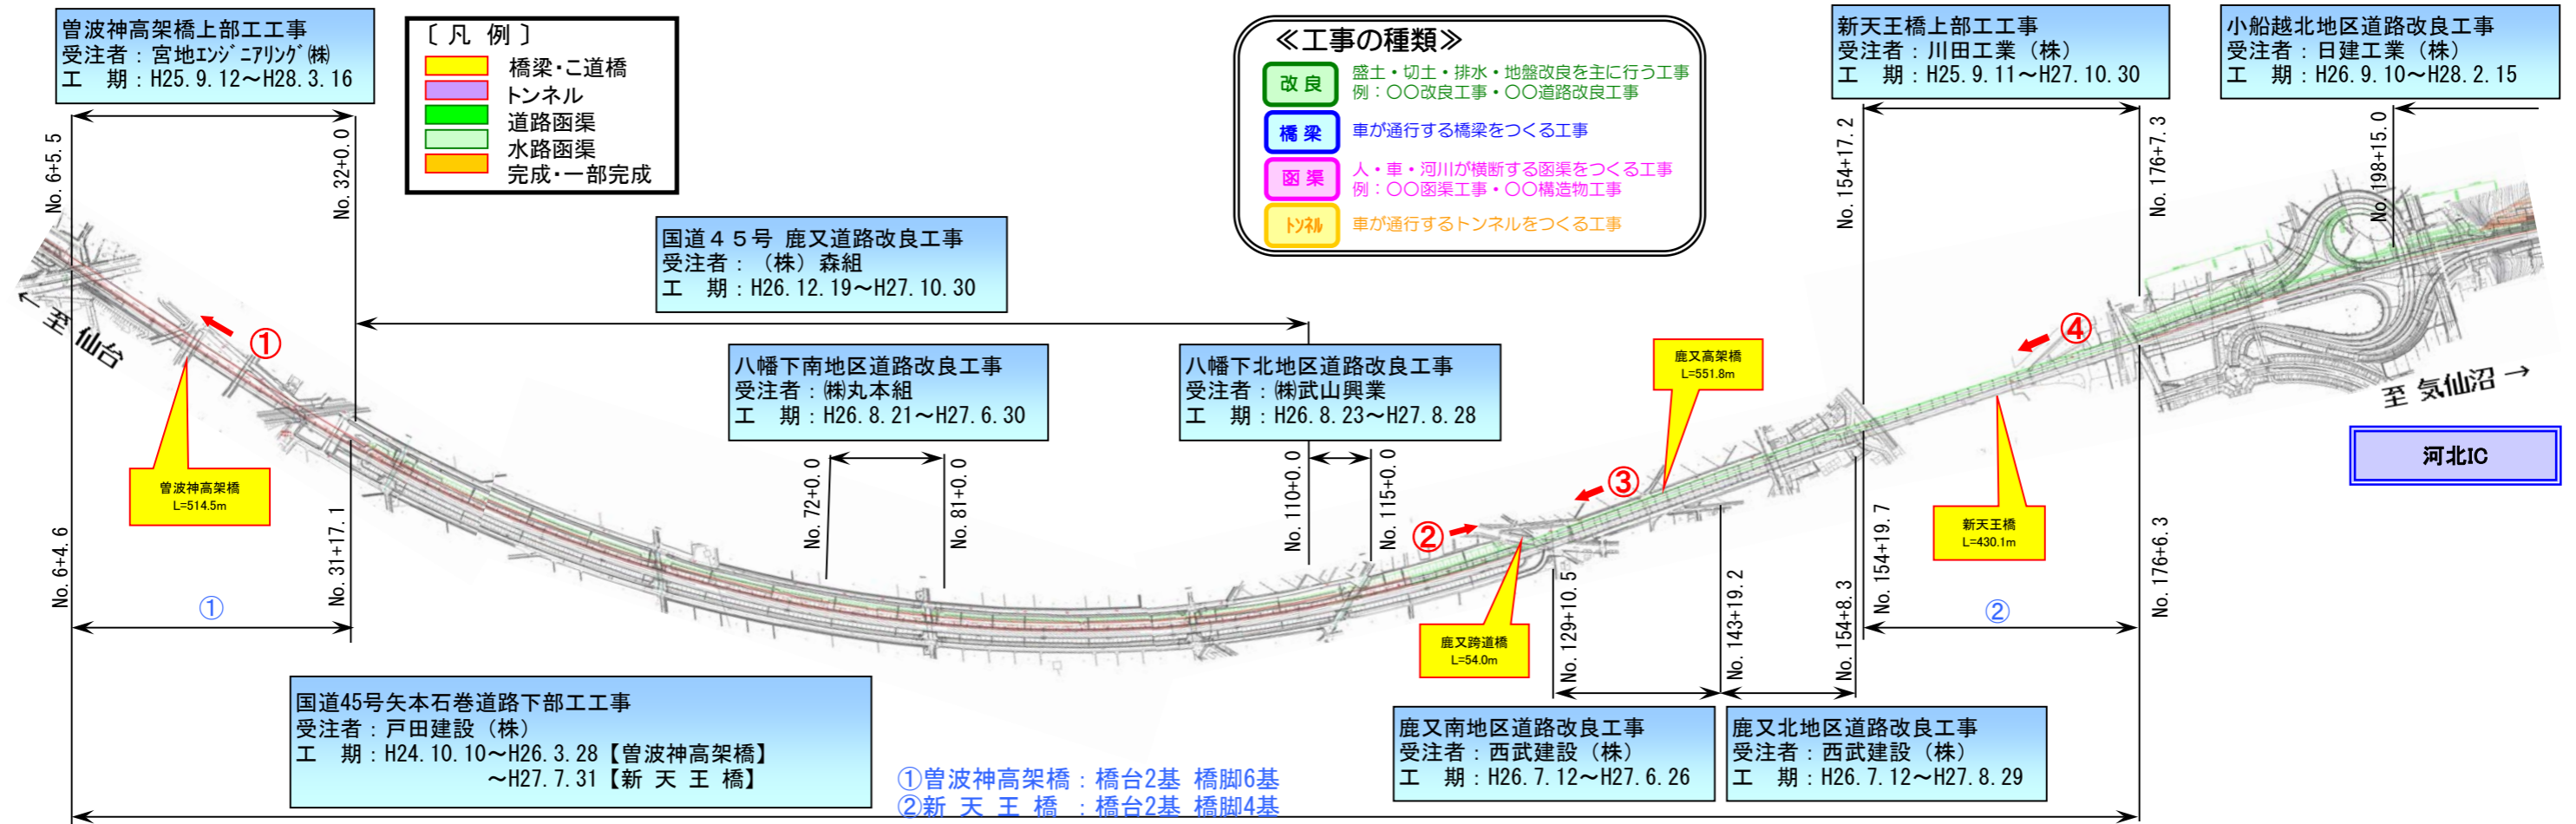 曽波神高架橋上部工工事
受注者：宮地ｴﾝｼﾞﾆｱﾘﾝｸﾞ㈱
工　期：H25.9.12～H28.3.16
〔 凡 例 〕
橋梁・こ道橋
トンネル
道路函渠
水路函渠
完成・一部完成
≪工事の種類≫
改良
盛土・切土・排水・地盤改良を主に行う工事
例：〇〇改良工事・〇〇道路改良工事
橋梁
車が通行する橋梁をつくる工事
函渠
人・車・河川が横断する函渠をつくる工事
例：〇〇函渠工事・〇〇構造物工事
ﾄﾝﾈﾙ
車が通行するトンネルをつくる工事
新天王橋上部工工事
受注者：川田工業（株）
工　期：H25.9.11～H27.10.30
小船越北地区道路改良工事
受注者：日建工業（株）
工　期：H26.9.10～H28.2.15
No.6+5.5
No.32+0.0
No.154+17.2
No.176+7.3
No.198+15.0
国道４５号 鹿又道路改良工事
受注者：（株）森組
工　期：H26.12.19～H27.10.30
← 至 仙台
①
八幡下南地区道路改良工事
受注者：㈱丸本組
工　期：H26.8.21～H27.6.30
八幡下北地区道路改良工事
受注者：㈱武山興業
工　期：H26.8.23～H27.8.28
鹿又高架橋
L=551.8m
④
至 気仙沼 →
河北IC
曽波神高架橋
L=514.5m
No.72+0.0
No.81+0.0
No.110+0.0
No.115+0.0
②
③
新天王橋
L=430.1m
鹿又跨道橋
L=54.0m
No.6+4.6
No.31+17.1
①
No.129+10.5
No.143+19.2
No.154+8.3
No.154+19.7
②
No.176+6.3
国道45号矢本石巻道路下部工工事
受注者：戸田建設（株）
工　期：H24.10.10～H26.3.28【曽波神高架橋】
～H27.7.31【新 天 王 橋】
①曽波神高架橋：橋台2基 橋脚6基
②新 天 王 橋 ：橋台2基 橋脚4基
鹿又南地区道路改良工事
受注者：西武建設（株）
工　期：H26.7.12～H27.6.26
鹿又北地区道路改良工事
受注者：西武建設（株）
工　期：H26.7.12～H27.8.29